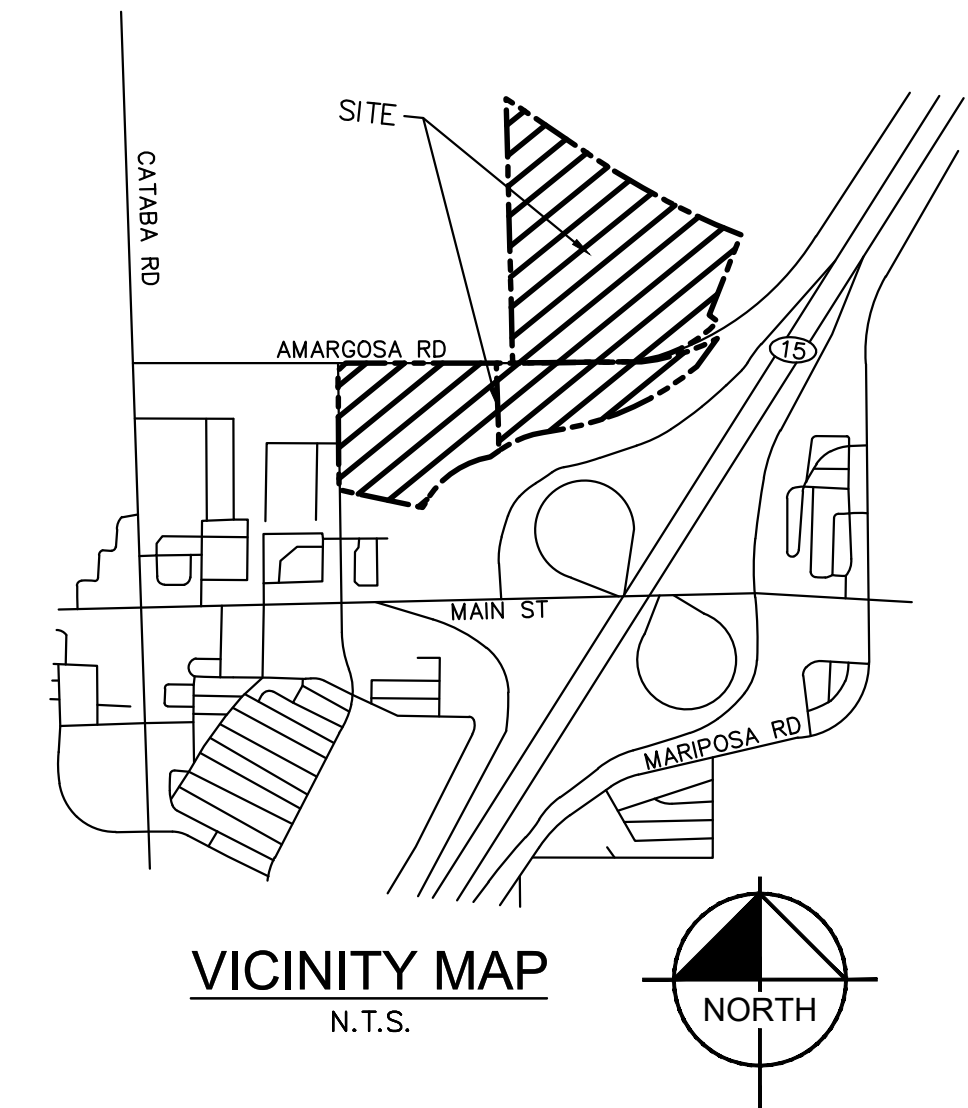 SITE
CATABA RD
AMARGOSA RD
15
MAIN ST
MARIPOSA RD
VICINITY MAP
N.T.S.
NORTH